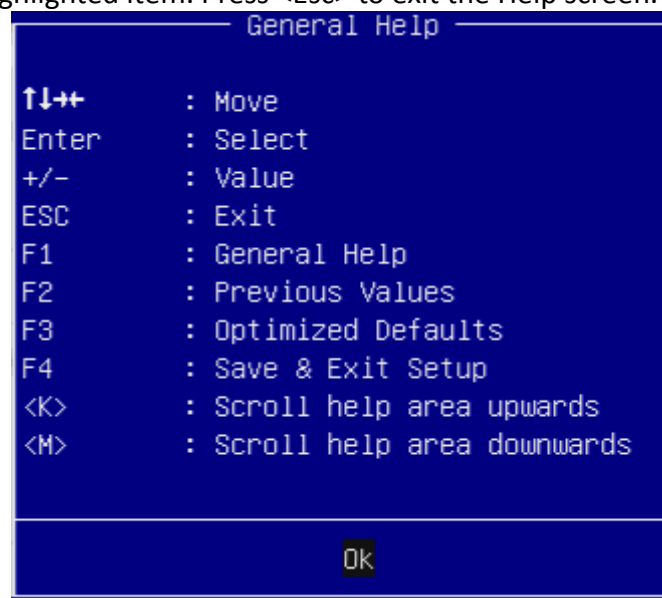 ghlighted item. Press <Esc> to exit the Help screen.
General Help
↑↓→← : Move
Enter : Select
+/- : Value
ESC : Exit
F1 : General Help
F2 : Previous Values
F3 : Optimized Defaults
F4 : Save & Exit Setup
<K> : Scroll help area upwards
<M> : Scroll help area downwards
Ok